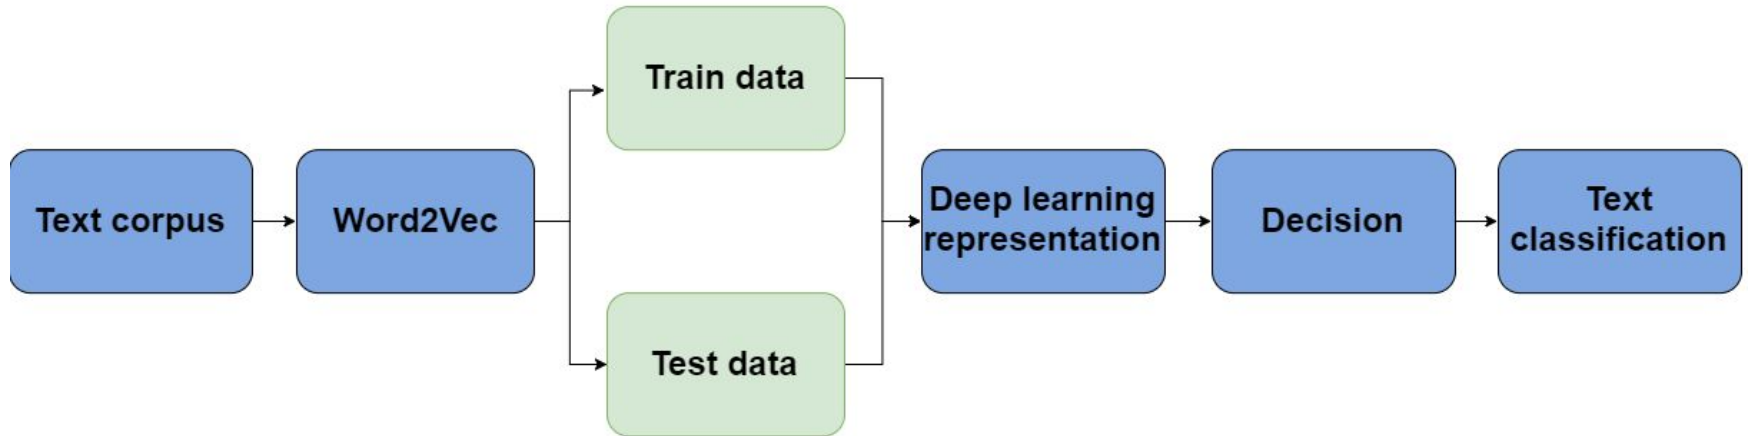 Text corpus
Word2Vec
Train data
Test data
Deep learning
representation
Decision
Text
classification